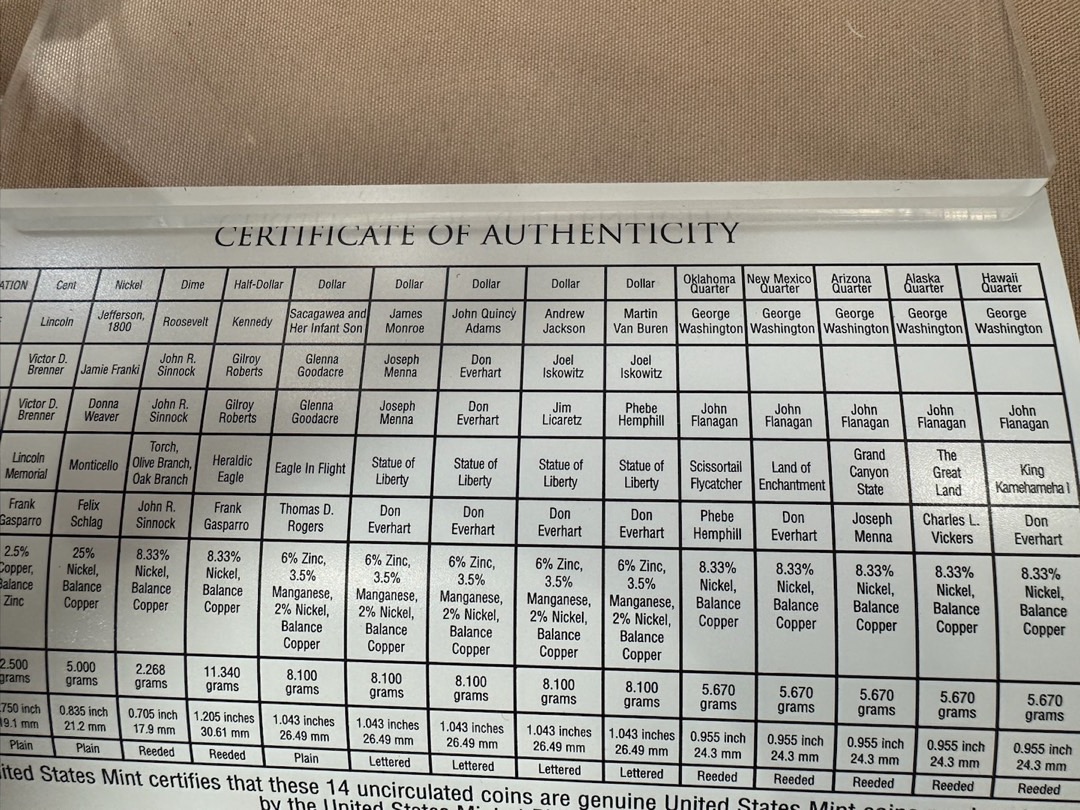 CERTIFICATE OF AUTHENTICITY
ATION Cent Nickel Dime Half-Dollar Dollar Dollar Dollar Dollar Dollar Oklahoma Quarter New Mexico Quarter Arizona Quarter Alaska Quarter Hawaii Quarter
Lincoln Jefferson, 1800 Roosevelt Kennedy Sacagawea and Her Infant Son James Monroe John Quincy Adams Andrew Jackson Martin Van Buren George Washington George Washington George Washington George Washington George Washington
Victor D. Brenner Jamie Franki John R. Sinnock Gilroy Roberts Glenna Goodacre Joseph Menna Don Everhart Joel Iskowitz Joel Iskowitz
Victor D. Brenner Donna Weaver John R. Sinnock Gilroy Roberts Glenna Goodacre Joseph Menna Don Everhart Jim Licaretz Phebe Hemphill John Flanagan John Flanagan John Flanagan John Flanagan John Flanagan
Lincoln Memorial Monticello Torch, Olive Branch, Oak Branch Heraldic Eagle Eagle In Flight Statue of Liberty Statue of Liberty Statue of Liberty Statue of Liberty Scissortail Flycatcher Land of Enchantment Grand Canyon State The Great Land King Kamehameha I
Frank Gasparro Felix Schlag John R. Sinnock Frank Gasparro Thomas D. Rogers Don Everhart Don Everhart Don Everhart Don Everhart Phebe Hemphill Don Everhart Joseph Menna Charles L. Vickers Don Everhart
2.5% Copper, Balance Zinc 25% Nickel, Balance Copper 8.33% Nickel, Balance Copper 8.33% Nickel, Balance Copper 6% Zinc, 3.5% Manganese, 2% Nickel, Balance Copper 6% Zinc, 3.5% Manganese, 2% Nickel, Balance Copper 6% Zinc, 3.5% Manganese, 2% Nickel, Balance Copper 6% Zinc, 3.5% Manganese, 2% Nickel, Balance Copper 6% Zinc, 3.5% Manganese, 2% Nickel, Balance Copper 8.33% Nickel, Balance Copper 8.33% Nickel, Balance Copper 8.33% Nickel, Balance Copper 8.33% Nickel, Balance Copper 8.33% Nickel, Balance Copper
2.500 grams 5.000 grams 2.268 grams 11.340 grams 8.100 grams 8.100 grams 8.100 grams 8.100 grams 8.100 grams 5.670 grams 5.670 grams 5.670 grams 5.670 grams 5.670 grams
.750 inch 19.1 mm 0.835 inch 21.2 mm 0.705 inch 17.9 mm 1.205 inches 30.61 mm 1.043 inches 26.49 mm 1.043 inches 26.49 mm 1.043 inches 26.49 mm 1.043 inches 26.49 mm 1.043 inches 26.49 mm 0.955 inch 24.3 mm 0.955 inch 24.3 mm 0.955 inch 24.3 mm 0.955 inch 24.3 mm 0.955 inch 24.3 mm
Plain Plain Reeded Reeded Plain Lettered Lettered Lettered Lettered Reeded Reeded Reeded Reeded Reeded
ited States Mint certifies that these 14 uncirculated coins are genuine United States Mint coins
by the United States